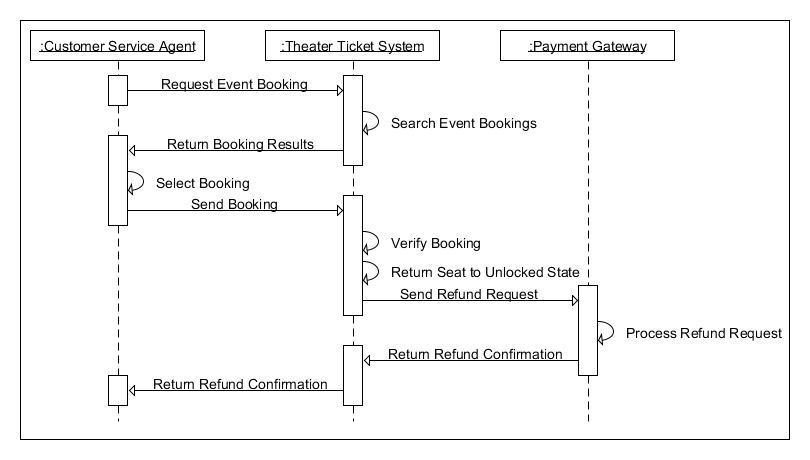 :Customer Service Agent
:Theater Ticket System
:Payment Gateway
Request Event Booking
Search Event Bookings
Return Booking Results
Select Booking
Send Booking
Verify Booking
Return Seat to Unlocked State
Send Refund Request
Process Refund Request
Return Refund Confirmation
Return Refund Confirmation